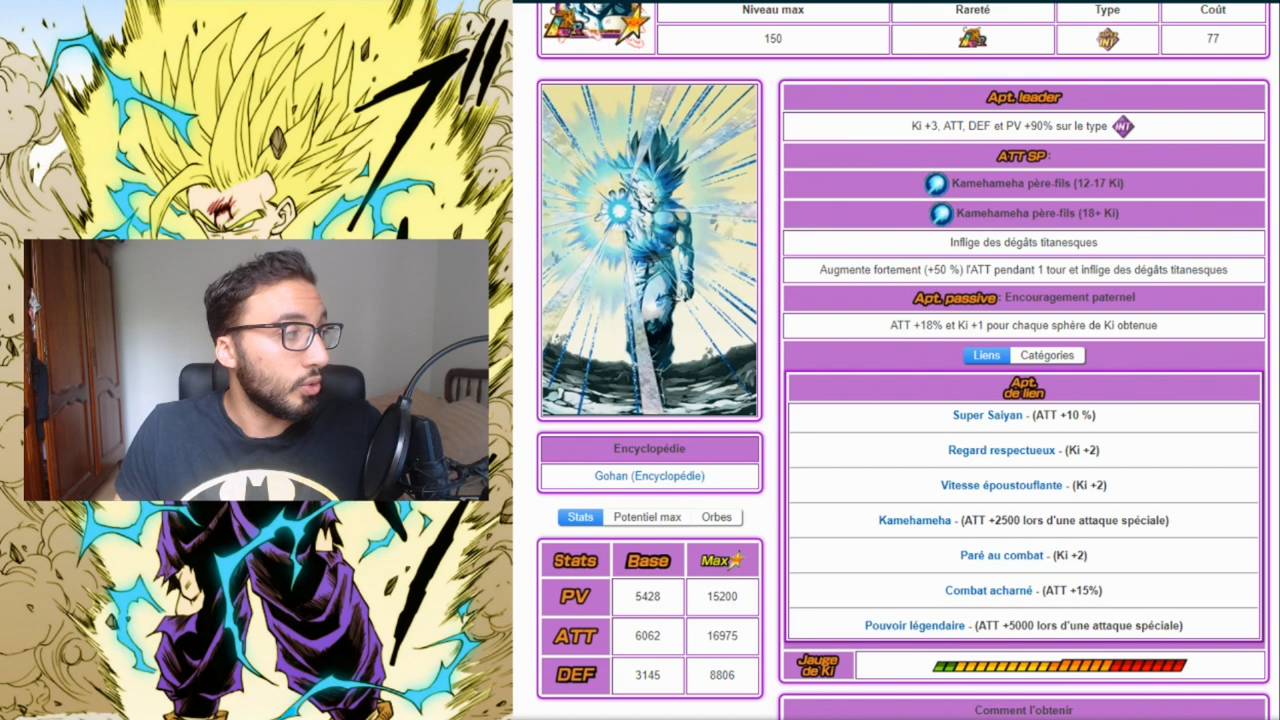 Niveau max Rareté Type Coût
150 LR INT 77
Apt. leader
Ki +3, ATT, DEF et PV +90% sur le type INT
ATT SP:
Kamehameha père-fils (12-17 Ki)
Kamehameha père-fils (18+ Ki)
Inflige des dégâts titanesques
Augmente fortement (+50 %) l'ATT pendant 1 tour et inflige des dégâts titanesques
Apt. passive: Encouragement paternel
ATT +18% et Ki +1 pour chaque sphère de Ki obtenue
Liens Catégories
Apt.
de lien
Super Saiyan - (ATT +10 %)
Regard respectueux - (Ki +2)
Vitesse époustouflante - (Ki +2)
Kamehameha - (ATT +2500 lors d'une attaque spéciale)
Paré au combat - (Ki +2)
Combat acharné - (ATT +15%)
Pouvoir légendaire - (ATT +5000 lors d'une attaque spéciale)
Jauge
de Ki
Comment l'obtenir
Encyclopédie
Gohan (Encyclopédie)
Stats Potentiel max Orbes
Stats Base Max
PV 5428 15200
ATT 6062 16975
DEF 3145 8806